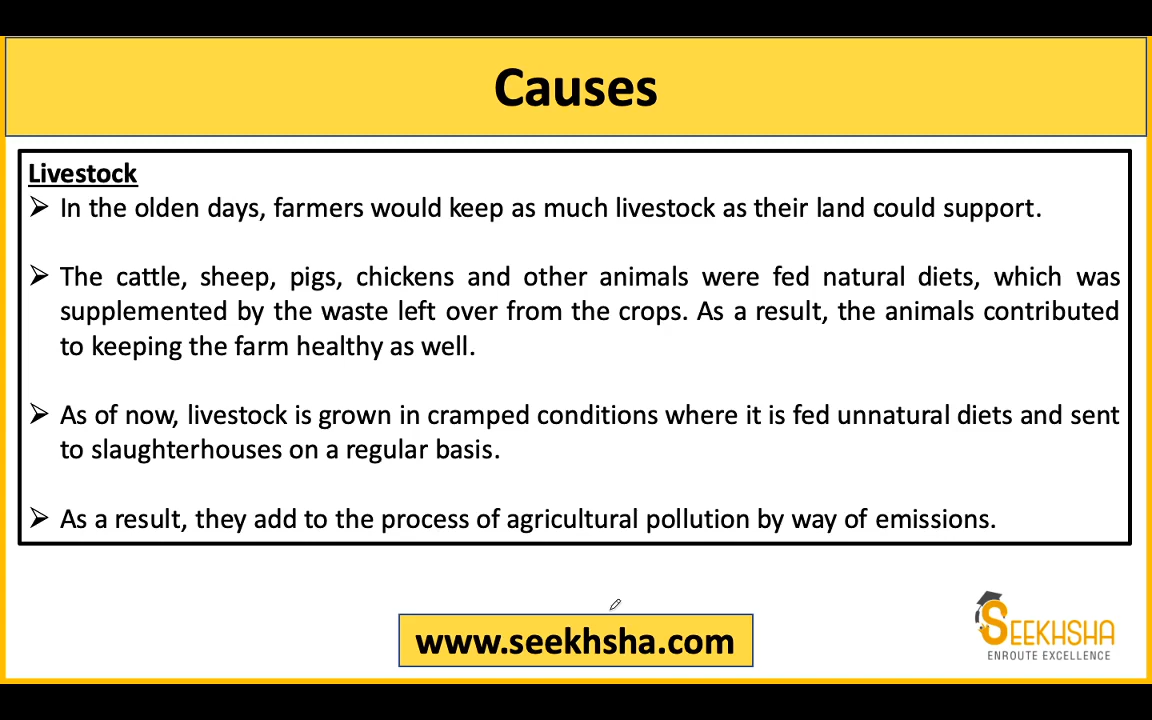 Causes
Livestock
➢ In the olden days, farmers would keep as much livestock as their land could support.
➢ The cattle, sheep, pigs, chickens and other animals were fed natural diets, which was
supplemented by the waste left over from the crops. As a result, the animals contributed
to keeping the farm healthy as well.
➢ As of now, livestock is grown in cramped conditions where it is fed unnatural diets and sent
to slaughterhouses on a regular basis.
➢ As a result, they add to the process of agricultural pollution by way of emissions.
www.seekhsha.com
SEEKHSHA
ENROUTE EXCELLENCE